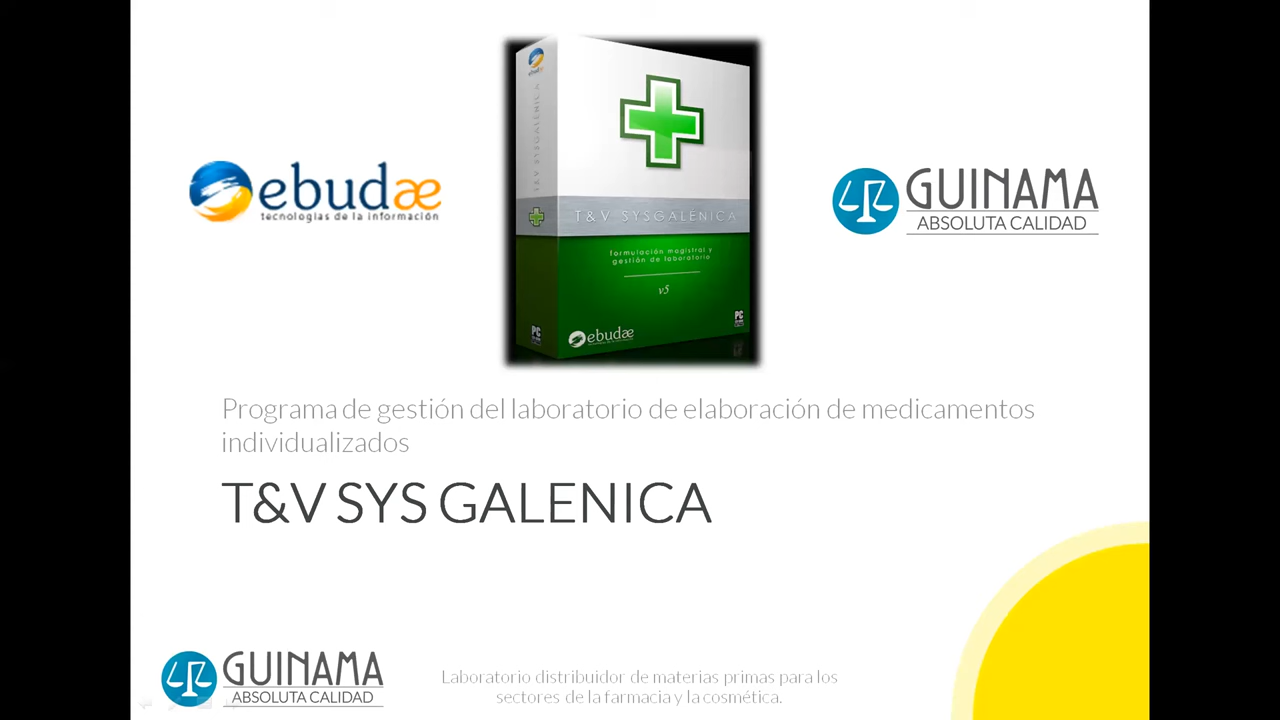 ebudæ
tecnologías de la información
ebudæ
T&V SYSGALENICA
T&V SYSGALENICA
formulación magistral y
gestión de laboratorio
v5
PC
PC
ebudæ
GUINAMA
ABSOLUTA CALIDAD
Programa de gestión del laboratorio de elaboración de medicamentos
individualizados
T&V SYS GALENICA
GUINAMA
ABSOLUTA CALIDAD
Laboratorio distribuidor de materias primas para los
sectores de la farmacia y la cosmética.